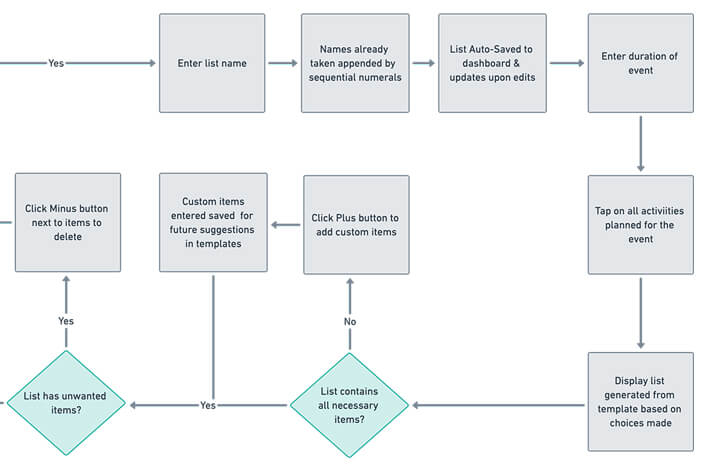 Yes
Enter list name
Names already
taken appended by
sequential numerals
List Auto-Saved to
dashboard &
updates upon edits
Enter duration of
event
Click Minus button
next to items to
delete
Custom items
entered saved for
future suggestions
in templates
Click Plus button to
add custom items
Tap on all activiities
planned for the
event
Yes
No
List has unwanted
items?
Yes
List contains
all necessary
items?
Display list
generated from
template based on
choices made